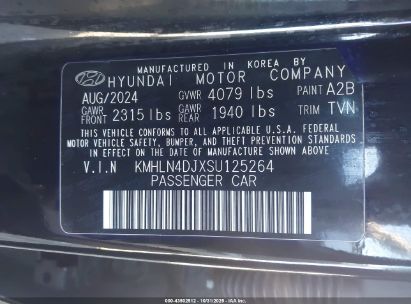 MANUFACTURED IN KOREA BY
HYUNDAI MOTOR COMPANY
AUG/2024 GVWR 4079 lbs PAINT A2B
GAWR FRONT 2315 lbs GAWR REAR 1940 lbs TRIM TVN
THIS VEHICLE CONFORMS TO ALL APPLICABLE U.S.A. FEDERAL
MOTOR VEHICLE SAFETY, BUMPER, AND THEFT PREVENTION
STANDARDS IN EFFECT ON THE DATE OF MANUFACTURE SHOWN ABOVE.
V.I.N KMHLN4DJXSU125264
PASSENGER CAR